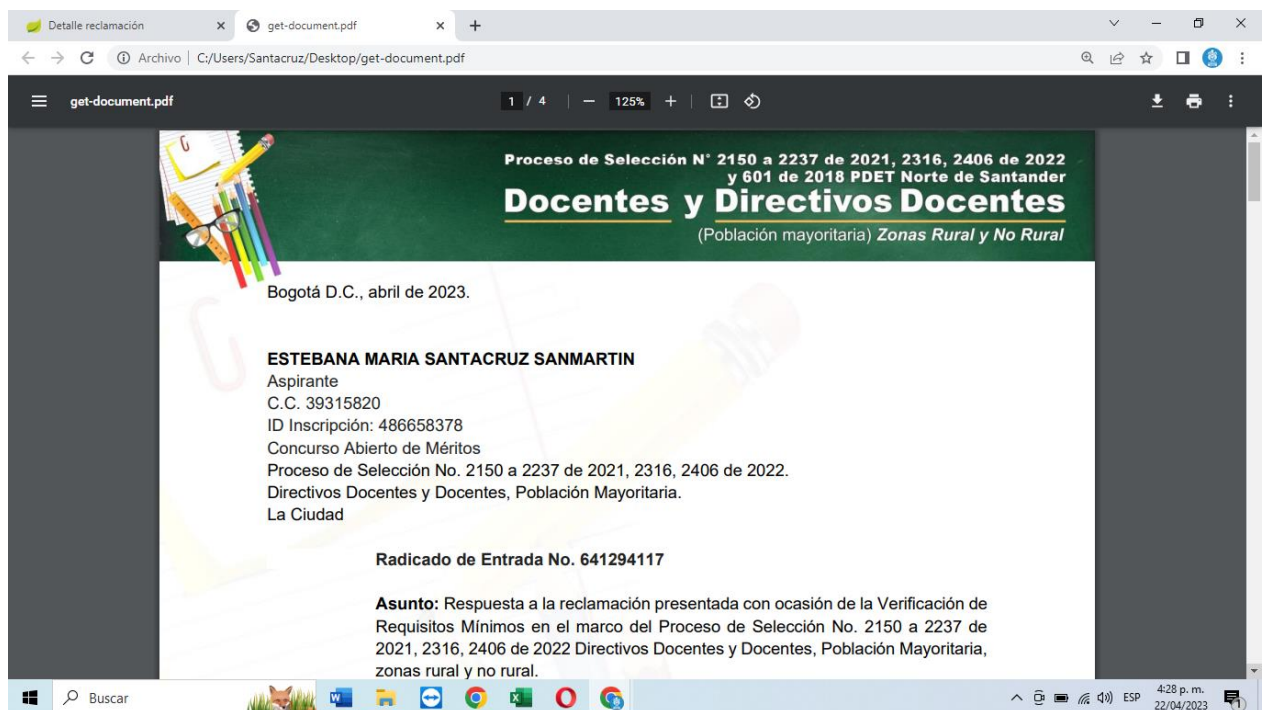 Detalle reclamación
get-document.pdf
Archivo | C:/Users/Santacruz/Desktop/get-document.pdf
get-document.pdf
1 / 4 | — 125% + |
Proceso de Selección N° 2150 a 2237 de 2021, 2316, 2406 de 2022
y 601 de 2018 PDET Norte de Santander
Docentes y Directivos Docentes
(Población mayoritaria) Zonas Rural y No Rural
Bogotá D.C., abril de 2023.
ESTEBANA MARIA SANTACRUZ SANMARTIN
Aspirante
C.C. 39315820
ID Inscripción: 486658378
Concurso Abierto de Méritos
Proceso de Selección No. 2150 a 2237 de 2021, 2316, 2406 de 2022.
Directivos Docentes y Docentes, Población Mayoritaria.
La Ciudad
Radicado de Entrada No. 641294117
Asunto: Respuesta a la reclamación presentada con ocasión de la Verificación de
Requisitos Mínimos en el marco del Proceso de Selección No. 2150 a 2237 de
2021, 2316, 2406 de 2022 Directivos Docentes y Docentes, Población Mayoritaria,
zonas rural y no rural.
Buscar
ESP
4:28 p. m.
22/04/2023